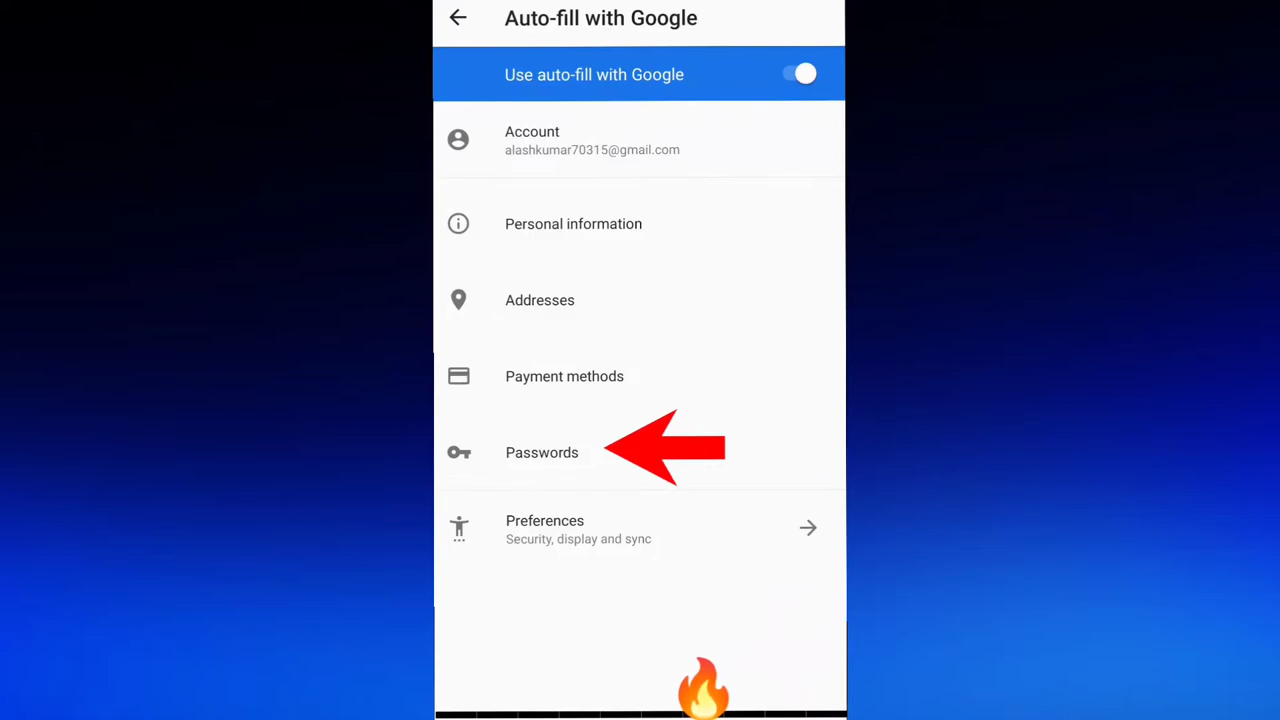 Auto-fill with Google
Use auto-fill with Google
Account
alashkumar70315@gmail.com
Personal information
Addresses
Payment methods
Passwords
Preferences
Security, display and sync